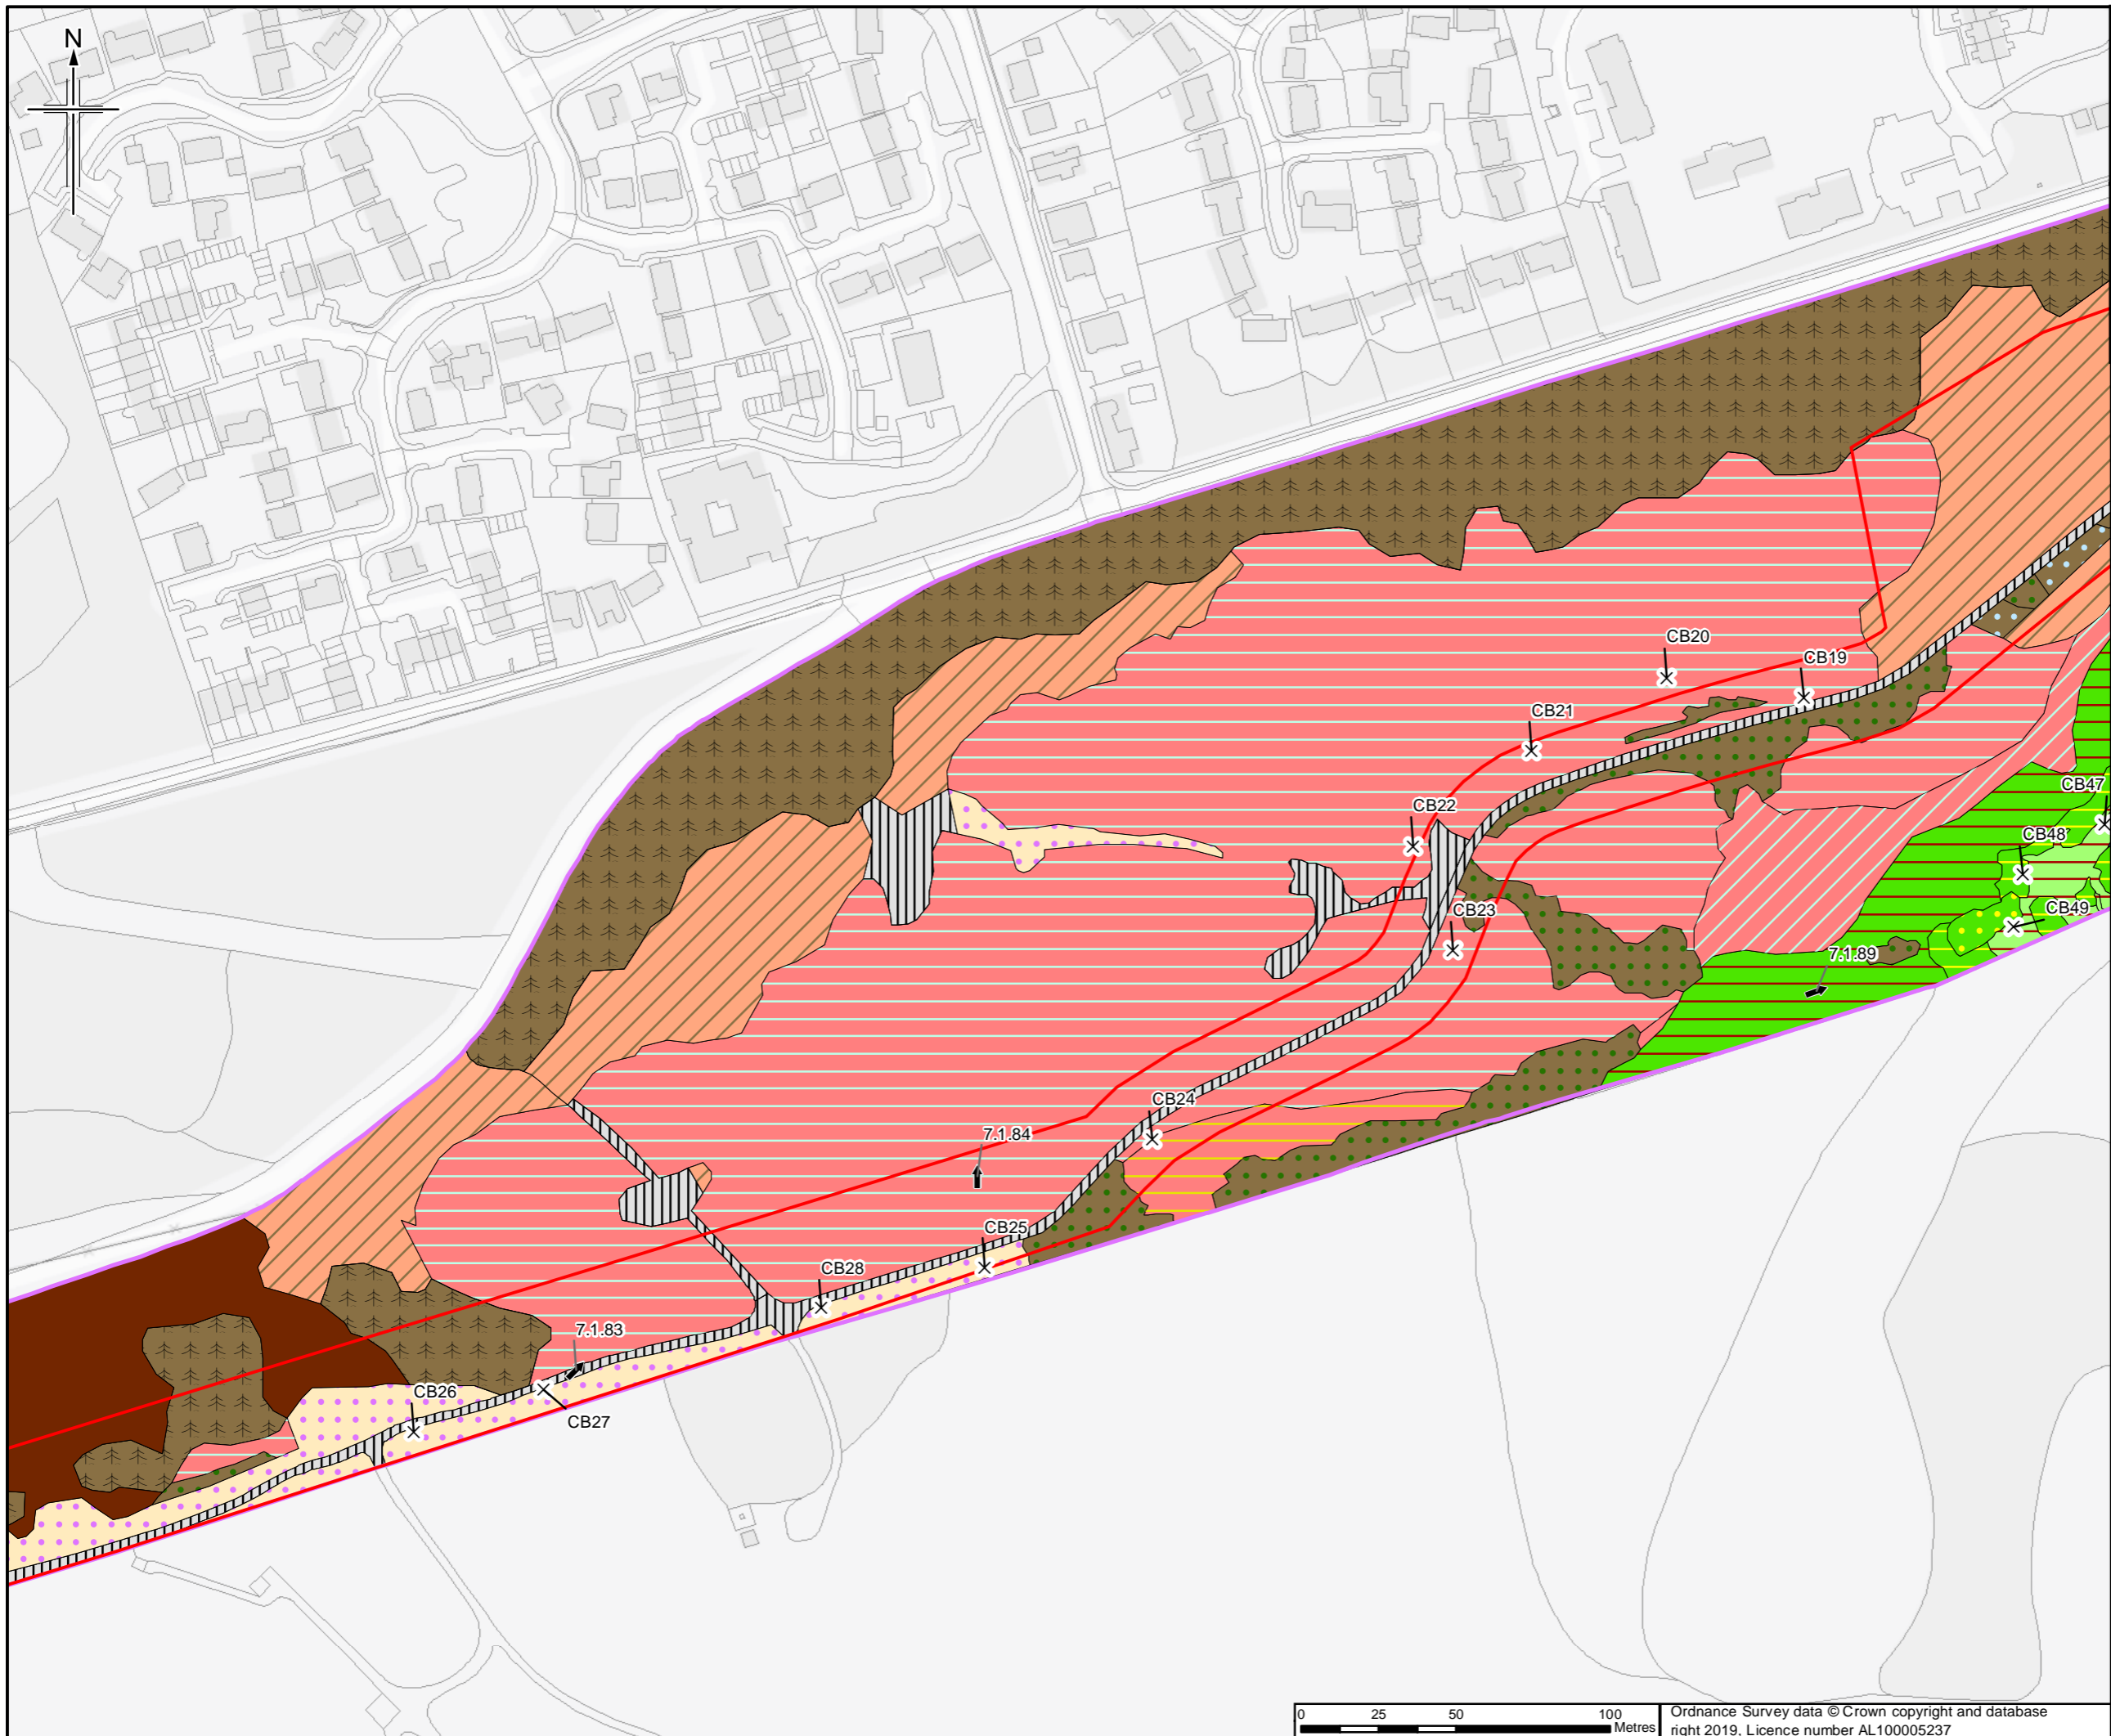 N
CB20
CB19
CB21
CB47
CB22
CB48
CB23
CB49
7.1.89
CB24
7.1.84
CB25
CB28
7.1.83
CB26
CB27
0 25 50 100
Metres
Ordnance Survey data © Crown copyright and database
right 2019, Licence number AL100005237